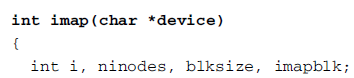 int imap(char *device)
{
int i, ninodes, blksize, imapblk;